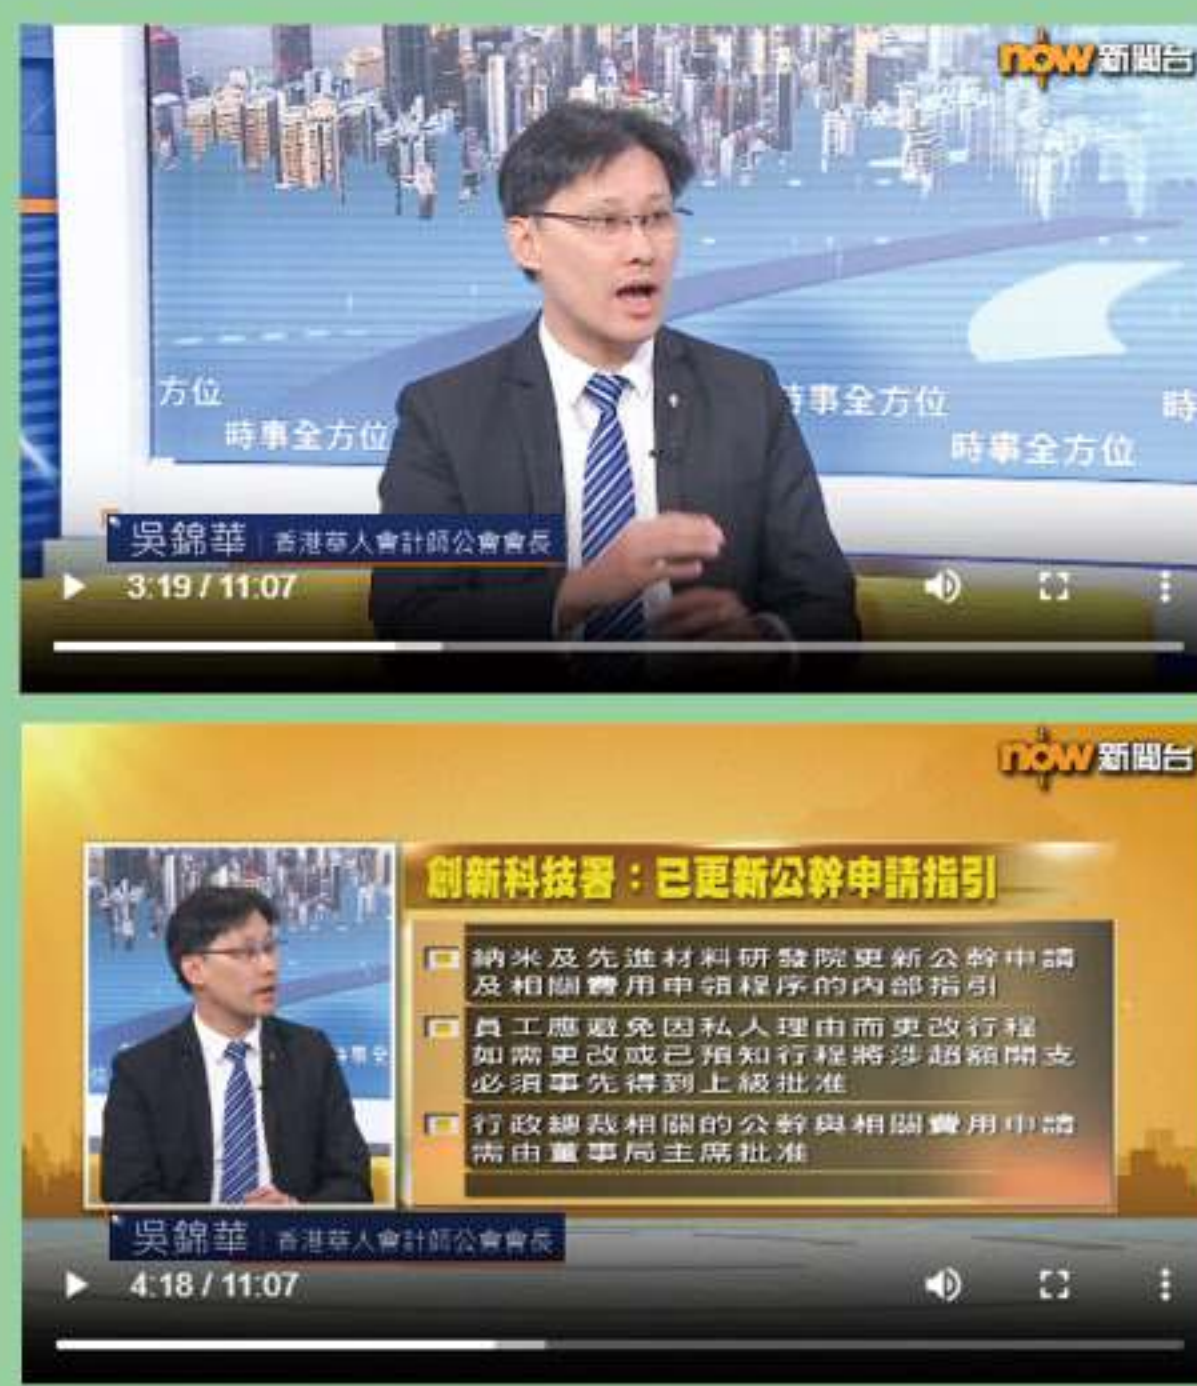 now 新聞台
方位
時事全方位
時事全方位
時事全方位
時
吳錦華 香港華人會計師公會會長
3:19 / 11:07
now 新聞台
創新科技署：已更新公幹申請指引
納米及先進材料研發院更新公幹申請
及相關費用申領程序的內部指引
員工應避免因私人理由而更改行程
如需更改或已預知行程將涉超額開支
必須事先得到上級批准
行政總裁相關的公幹與相關費用申請
需由董事局主席批准
吳錦華 香港華人會計師公會會長
4:18 / 11:07